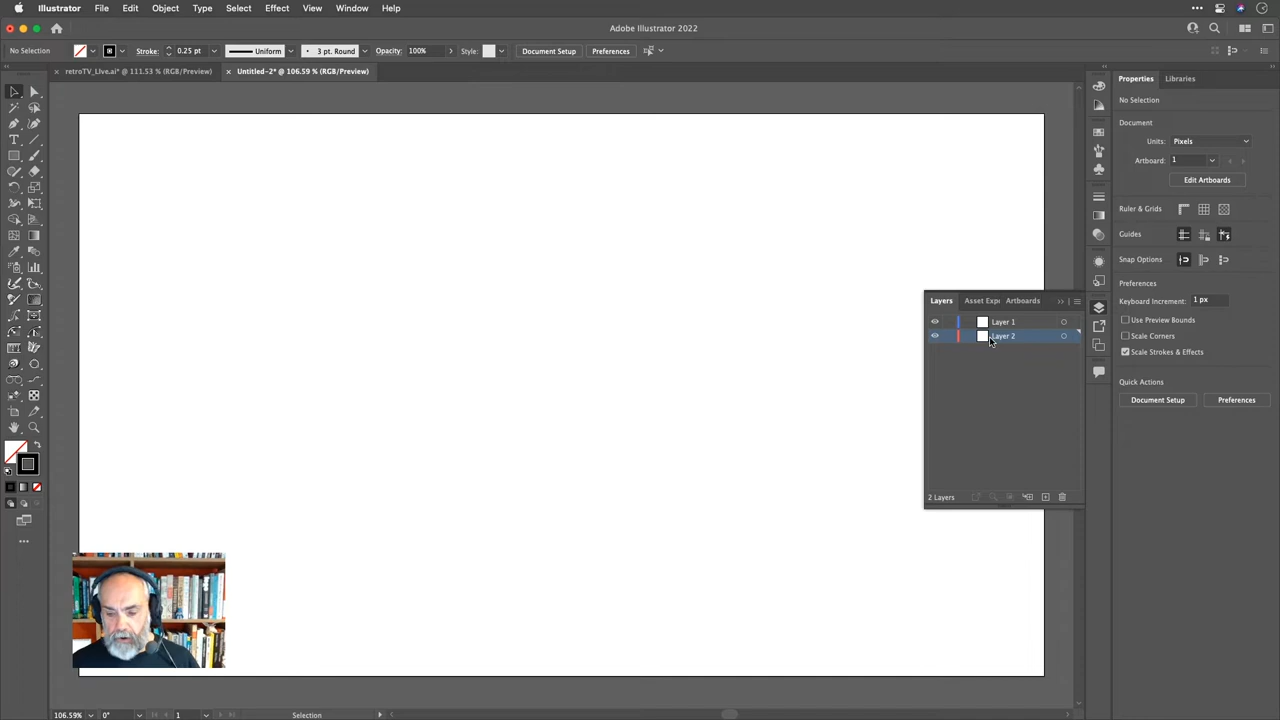 Illustrator File Edit Object Type Select Effect View Window Help
Adobe Illustrator 2022
No Selection Stroke: 0.25 pt Uniform 3 pt. Round Opacity: 100% Style: Document Setup Preferences
× retroTV_Live.ai* @ 111.53 % (RGB/Preview) × Untitled-2* @ 106.59 % (RGB/Preview)
Properties Libraries
No Selection
Document
Units: Pixels
Artboard: 1
Edit Artboards
Ruler & Grids
Guides
Snap Options
Preferences
Keyboard Increment: 1 px
Use Preview Bounds
Scale Corners
Scale Strokes & Effects
Quick Actions
Document Setup Preferences
Layers Asset Expo Artboards
Layer 1
Layer 2
2 Layers
106.59% 0° 1 Selection